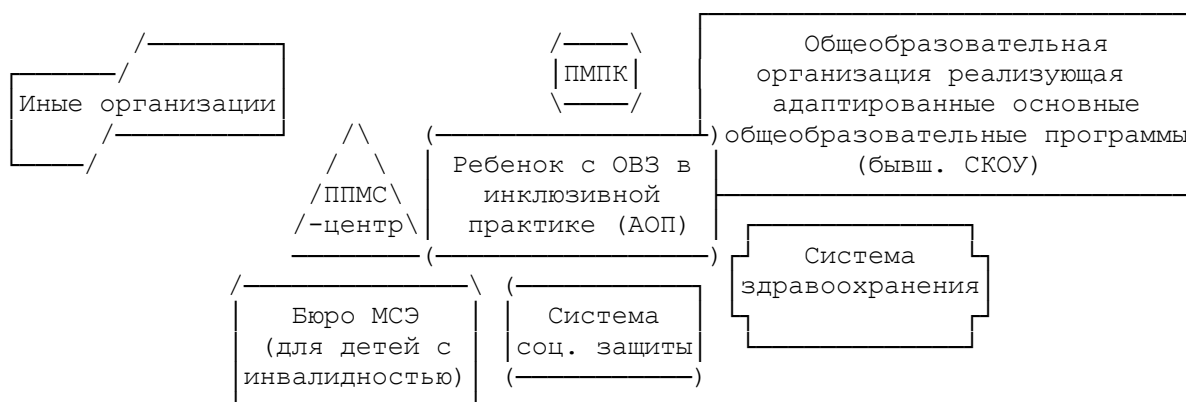 Иные организации
ПМПК
Общеобразовательная
организация реализующая
адаптированные основные
общеобразовательные программы
(бывш. СКОУ)
ППМС
-центр
Ребенок с ОВЗ в
инклюзивной
практике (АОП)
Система
здравоохранения
Бюро МСЭ
(для детей с
инвалидностью)
Система
соц. защиты